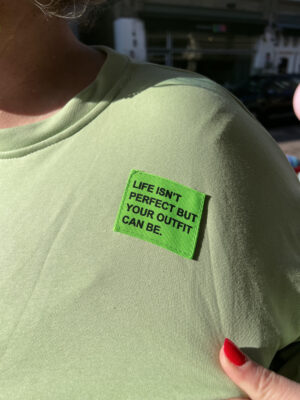 LIFE ISN'T
PERFECT BUT
YOUR OUTFIT
CAN BE.